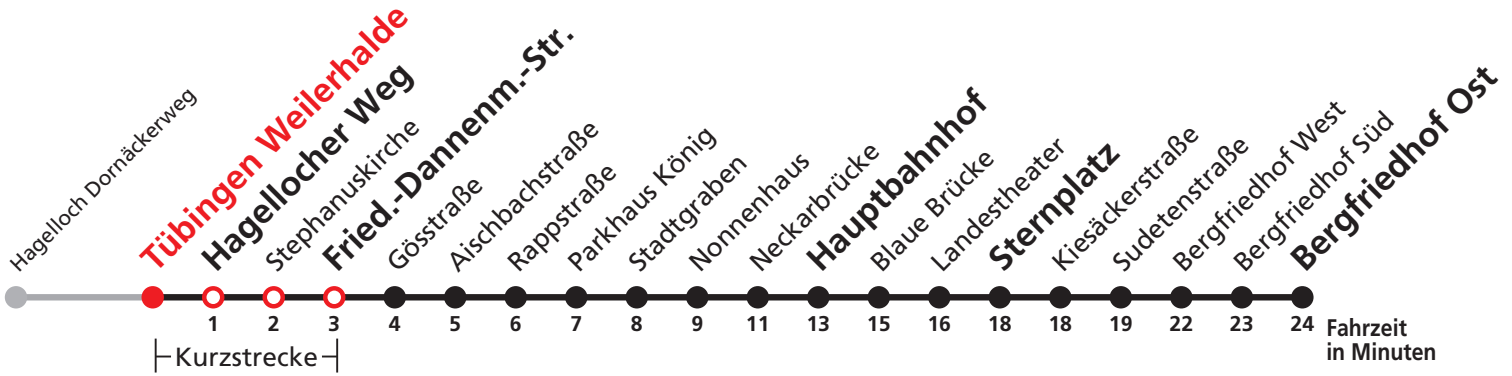 Hagelloch Dornäckerweg
Tübingen Weilerhalde
Hagellocher Weg
Stephanuskirche
Fried.-Dannenm.-Str.
Gösstraße
Aischbachstraße
Rappstraße
Parkhaus König
Stadtgraben
Nonnenhaus
Neckarbrücke
Hauptbahnhof
Blaue Brücke
Landestheater
Sternplatz
Kiesäckerstraße
Sudetenstraße
Bergfriedhof West
Bergfriedhof Süd
Bergfriedhof Ost
1 2 3 4 5 6 7 8 9 11 13 15 16 18 18 19 22 23 24
Fahrzeit
in Minuten
Kurzstrecke